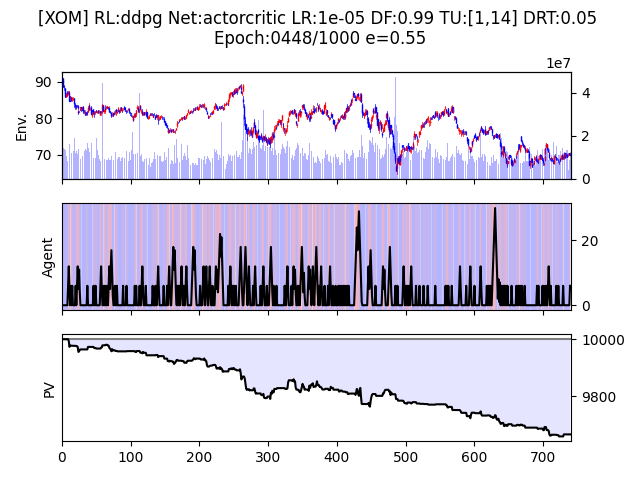 [XOM] RL:ddpg Net:actorcritic LR:1e-05 DF:0.99 TU:[1,14] DRT:0.05
Epoch:0448/1000 e=0.55
1e7
90
80
70
Env.
4
2
0
Agent
20
0
PV
10000
9800
0 100 200 300 400 500 600 700